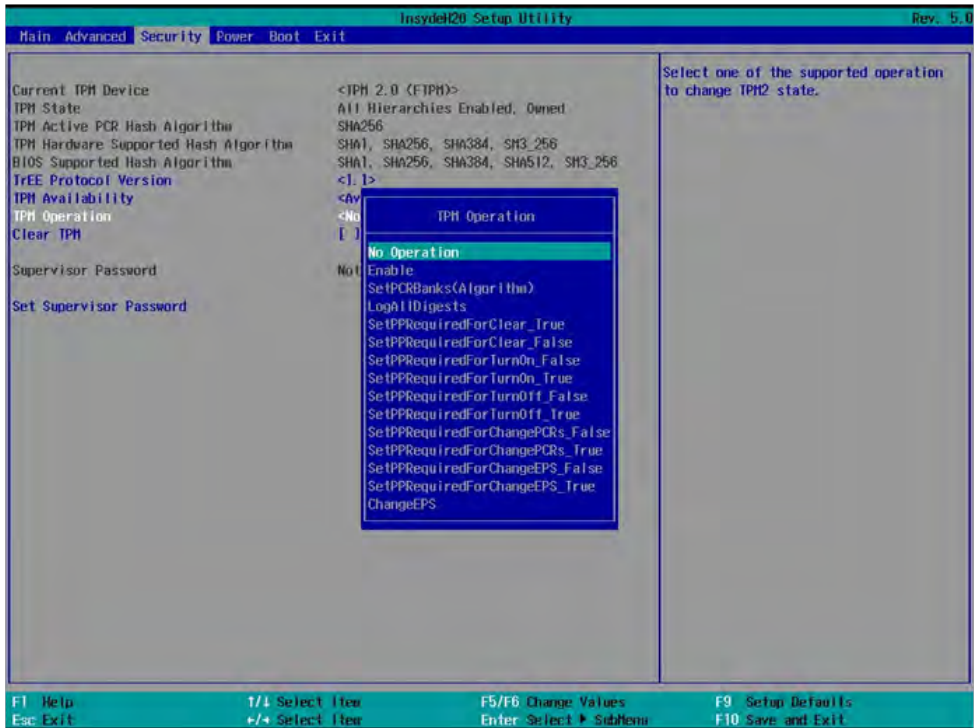 InsydeH20 Setup Utility Rev. 5.0
Main Advanced Security Power Boot Exit
Select one of the supported operation
to change TPM2 state.
Current TPM Device <TPM 2.0 (FTPM)>
TPM State All Hierarchies Enabled, Owned
TPM Active PCR Hash Algorithm SHA256
TPM Hardware Supported Hash Algorithm SHA1, SHA256, SHA384, SM3_256
BIOS Supported Hash Algorithm SHA1, SHA256, SHA384, SHA512, SM3_256
TrEE Protocol Version <1.1>
TPM Availability <Av
TPM Operation <No
Clear TPM [ ]
Supervisor Password Not
Set Supervisor Password
TPM Operation
No Operation
Enable
SetPCRBanks(Algorithm)
LogAllDigests
SetPPRequiredForClear_True
SetPPRequiredForClear_False
SetPPRequiredForTurnOn_False
SetPPRequiredForTurnOn_True
SetPPRequiredForTurnOff_False
SetPPRequiredForTurnOff_True
SetPPRequiredForChangePCRs_False
SetPPRequiredForChangePCRs_True
SetPPRequiredForChangeEPS_False
SetPPRequiredForChangeEPS_True
ChangeEPS
F1 Help ↑/↓ Select Item F5/F6 Change Values F9 Setup Defaults
Esc Exit ←/→ Select Item Enter Select ▶ SubMenu F10 Save and Exit